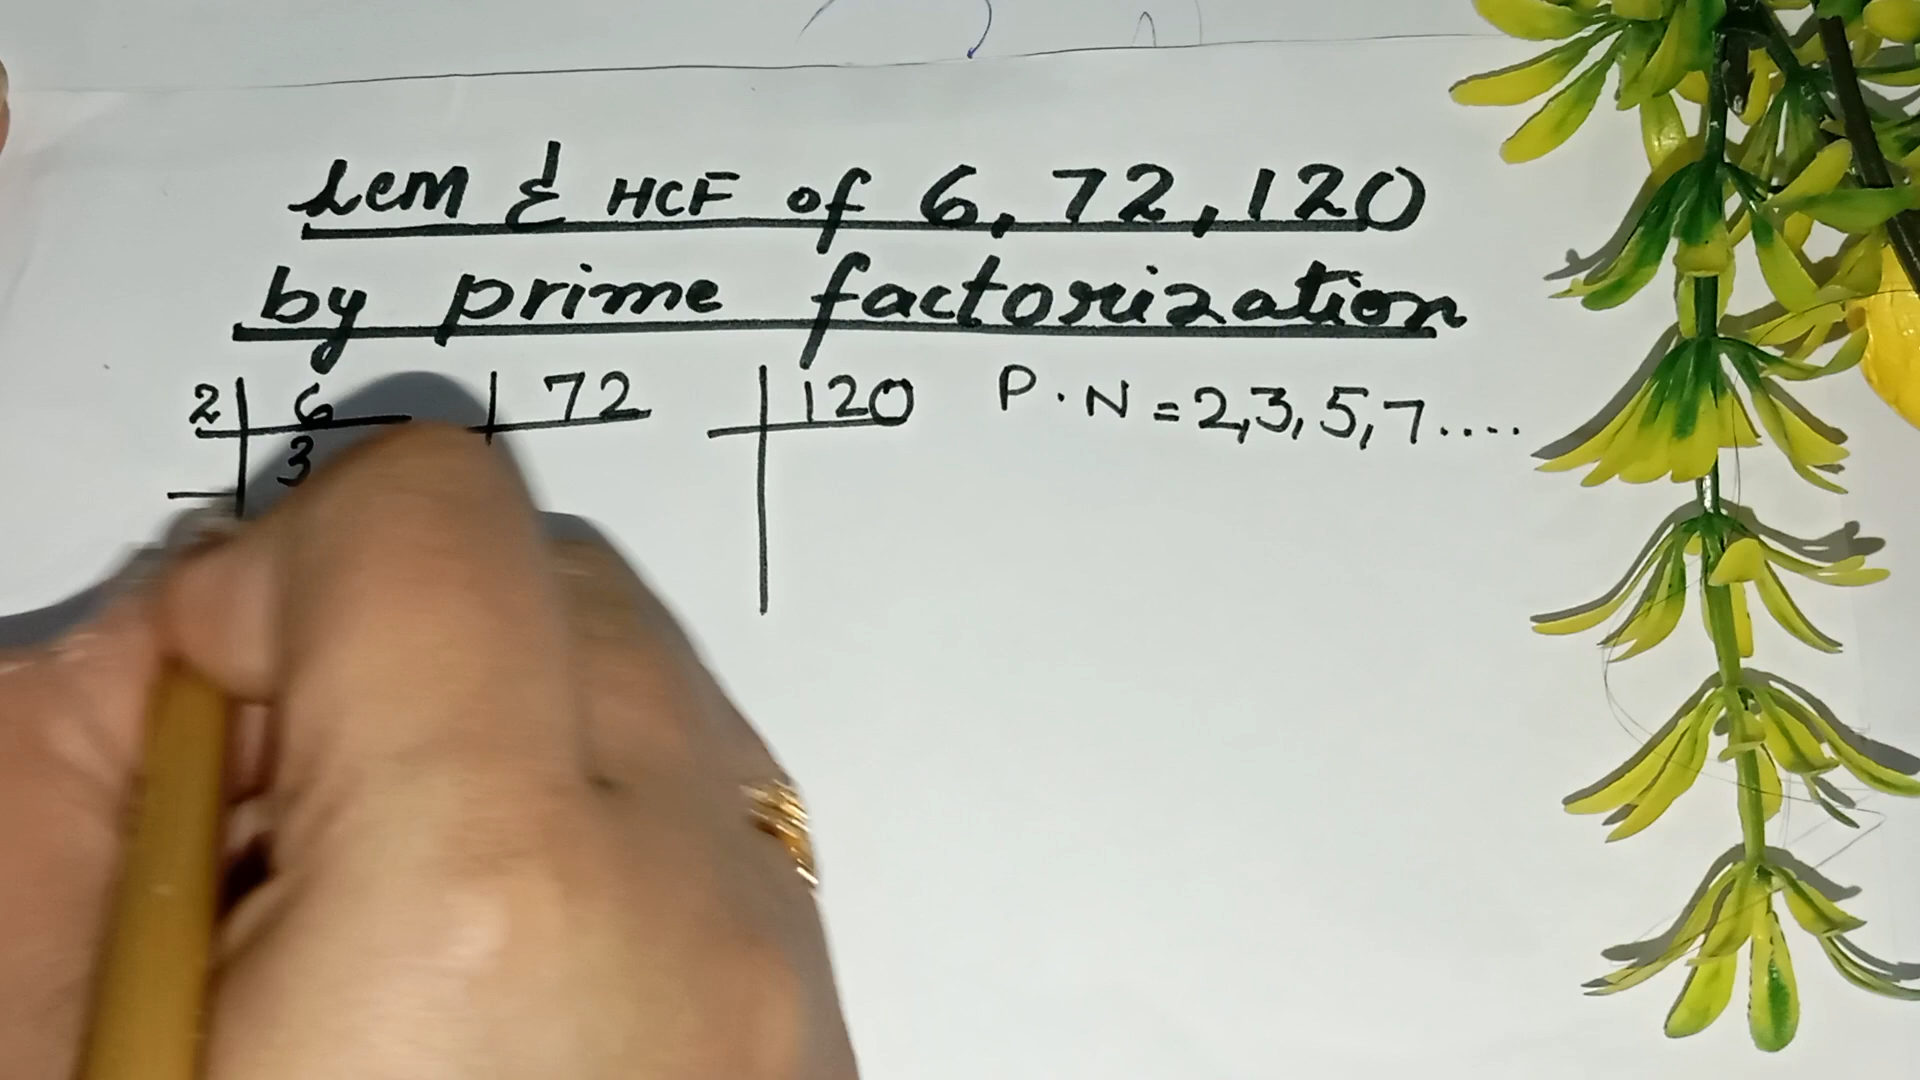 LCM & HCF of 6, 72, 120
by prime factorization
2 6 72 120 P.N = 2,3,5,7....
3